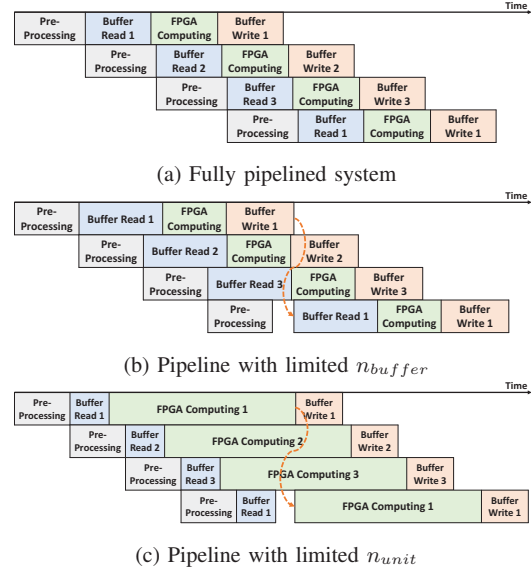 Time
Pre-Processing Buffer Read 1 FPGA Computing Buffer Write 1
Pre-Processing Buffer Read 2 FPGA Computing Buffer Write 2
Pre-Processing Buffer Read 3 FPGA Computing Buffer Write 3
Pre-Processing Buffer Read 1 FPGA Computing Buffer Write 1
(a) Fully pipelined system
Time
Pre-Processing Buffer Read 1 FPGA Computing Buffer Write 1
Pre-Processing Buffer Read 2 FPGA Computing Buffer Write 2
Pre-Processing Buffer Read 3 FPGA Computing Buffer Write 3
Pre-Processing Buffer Read 1 FPGA Computing Buffer Write 1
(b) Pipeline with limited n_buffer
Time
Pre-Processing Buffer Read 1 FPGA Computing 1 Buffer Write 1
Pre-Processing Buffer Read 2 FPGA Computing 2 Buffer Write 2
Pre-Processing Buffer Read 3 FPGA Computing 3 Buffer Write 3
Pre-Processing Buffer Read 1 FPGA Computing 1 Buffer Write 1
(c) Pipeline with limited n_unit